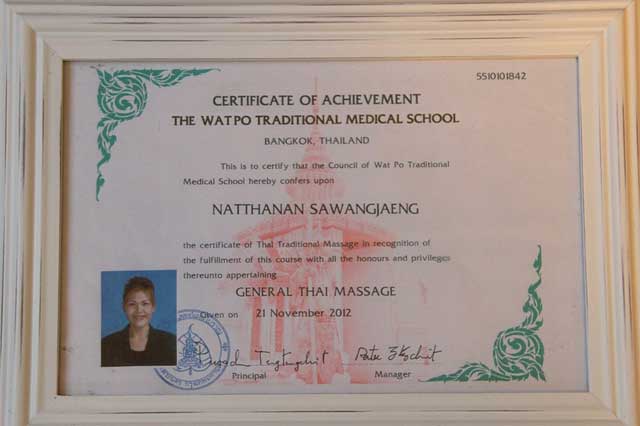 5510101842
CERTIFICATE OF ACHIEVEMENT
THE WAT PO TRADITIONAL MEDICAL SCHOOL
BANGKOK, THAILAND
This is to certify that the Council of Wat Po Traditional
Medical School hereby confers upon
NATTHANAN SAWANGJAENG
the certificate of Thai Traditional Massage in recognition of
the fulfillment of this course with all the honours and privileges
thereunto appertaining
GENERAL THAI MASSAGE
Given on 21 November 2012
Principal Manager